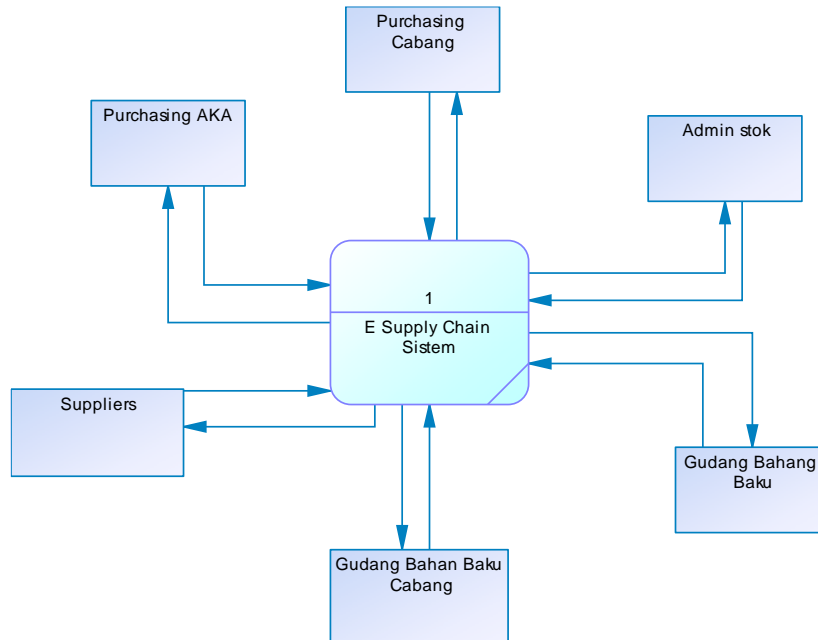 Purchasing
Cabang
Purchasing AKA
Admin stok
1
E Supply Chain
Sistem
Suppliers
Gudang Bahang
Baku
Gudang Bahan Baku
Cabang